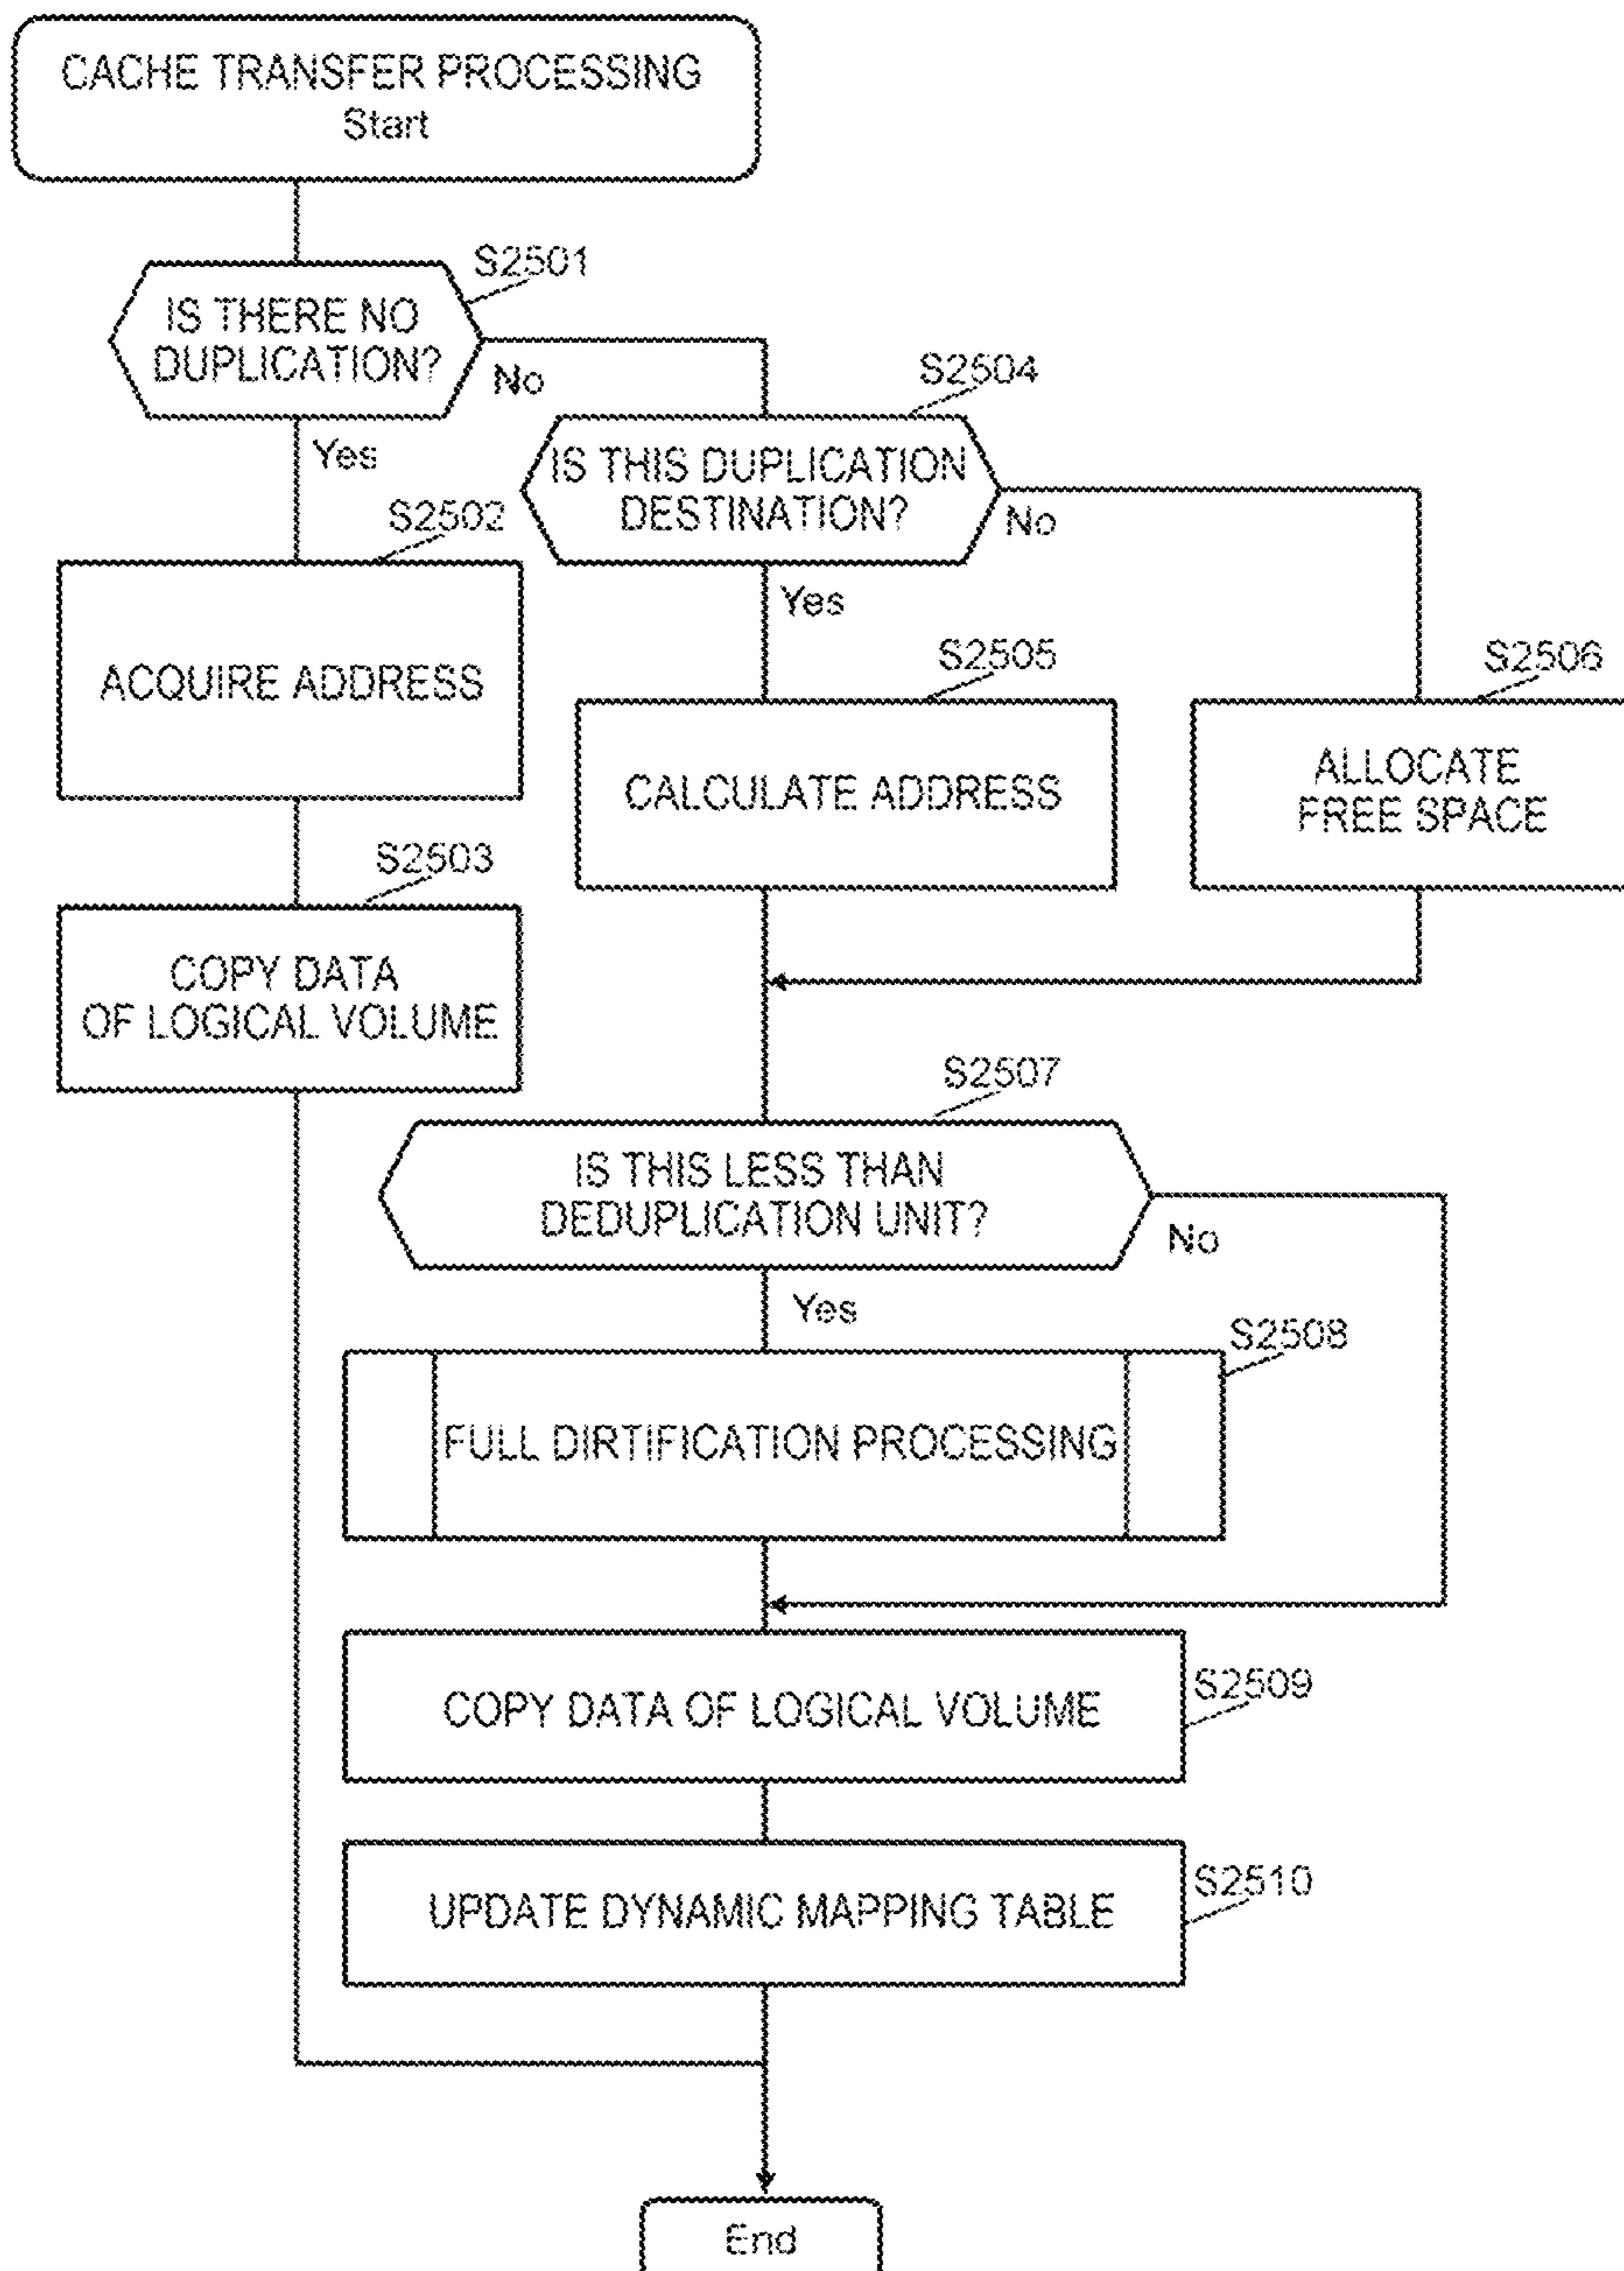 CACHE TRANSFER PROCESSING
Start
S2501
IS THERE NO
DUPLICATION?
No
Yes
S2504
IS THIS DUPLICATION
DESTINATION?
No
Yes
S2502
ACQUIRE ADDRESS
S2505
CALCULATE ADDRESS
S2506
ALLOCATE
FREE SPACE
S2503
COPY DATA
OF LOGICAL VOLUME
S2507
IS THIS LESS THAN
DEDUPLICATION UNIT?
No
Yes
S2508
FULL DIRTIFICATION PROCESSING
S2509
COPY DATA OF LOGICAL VOLUME
S2510
UPDATE DYNAMIC MAPPING TABLE
End